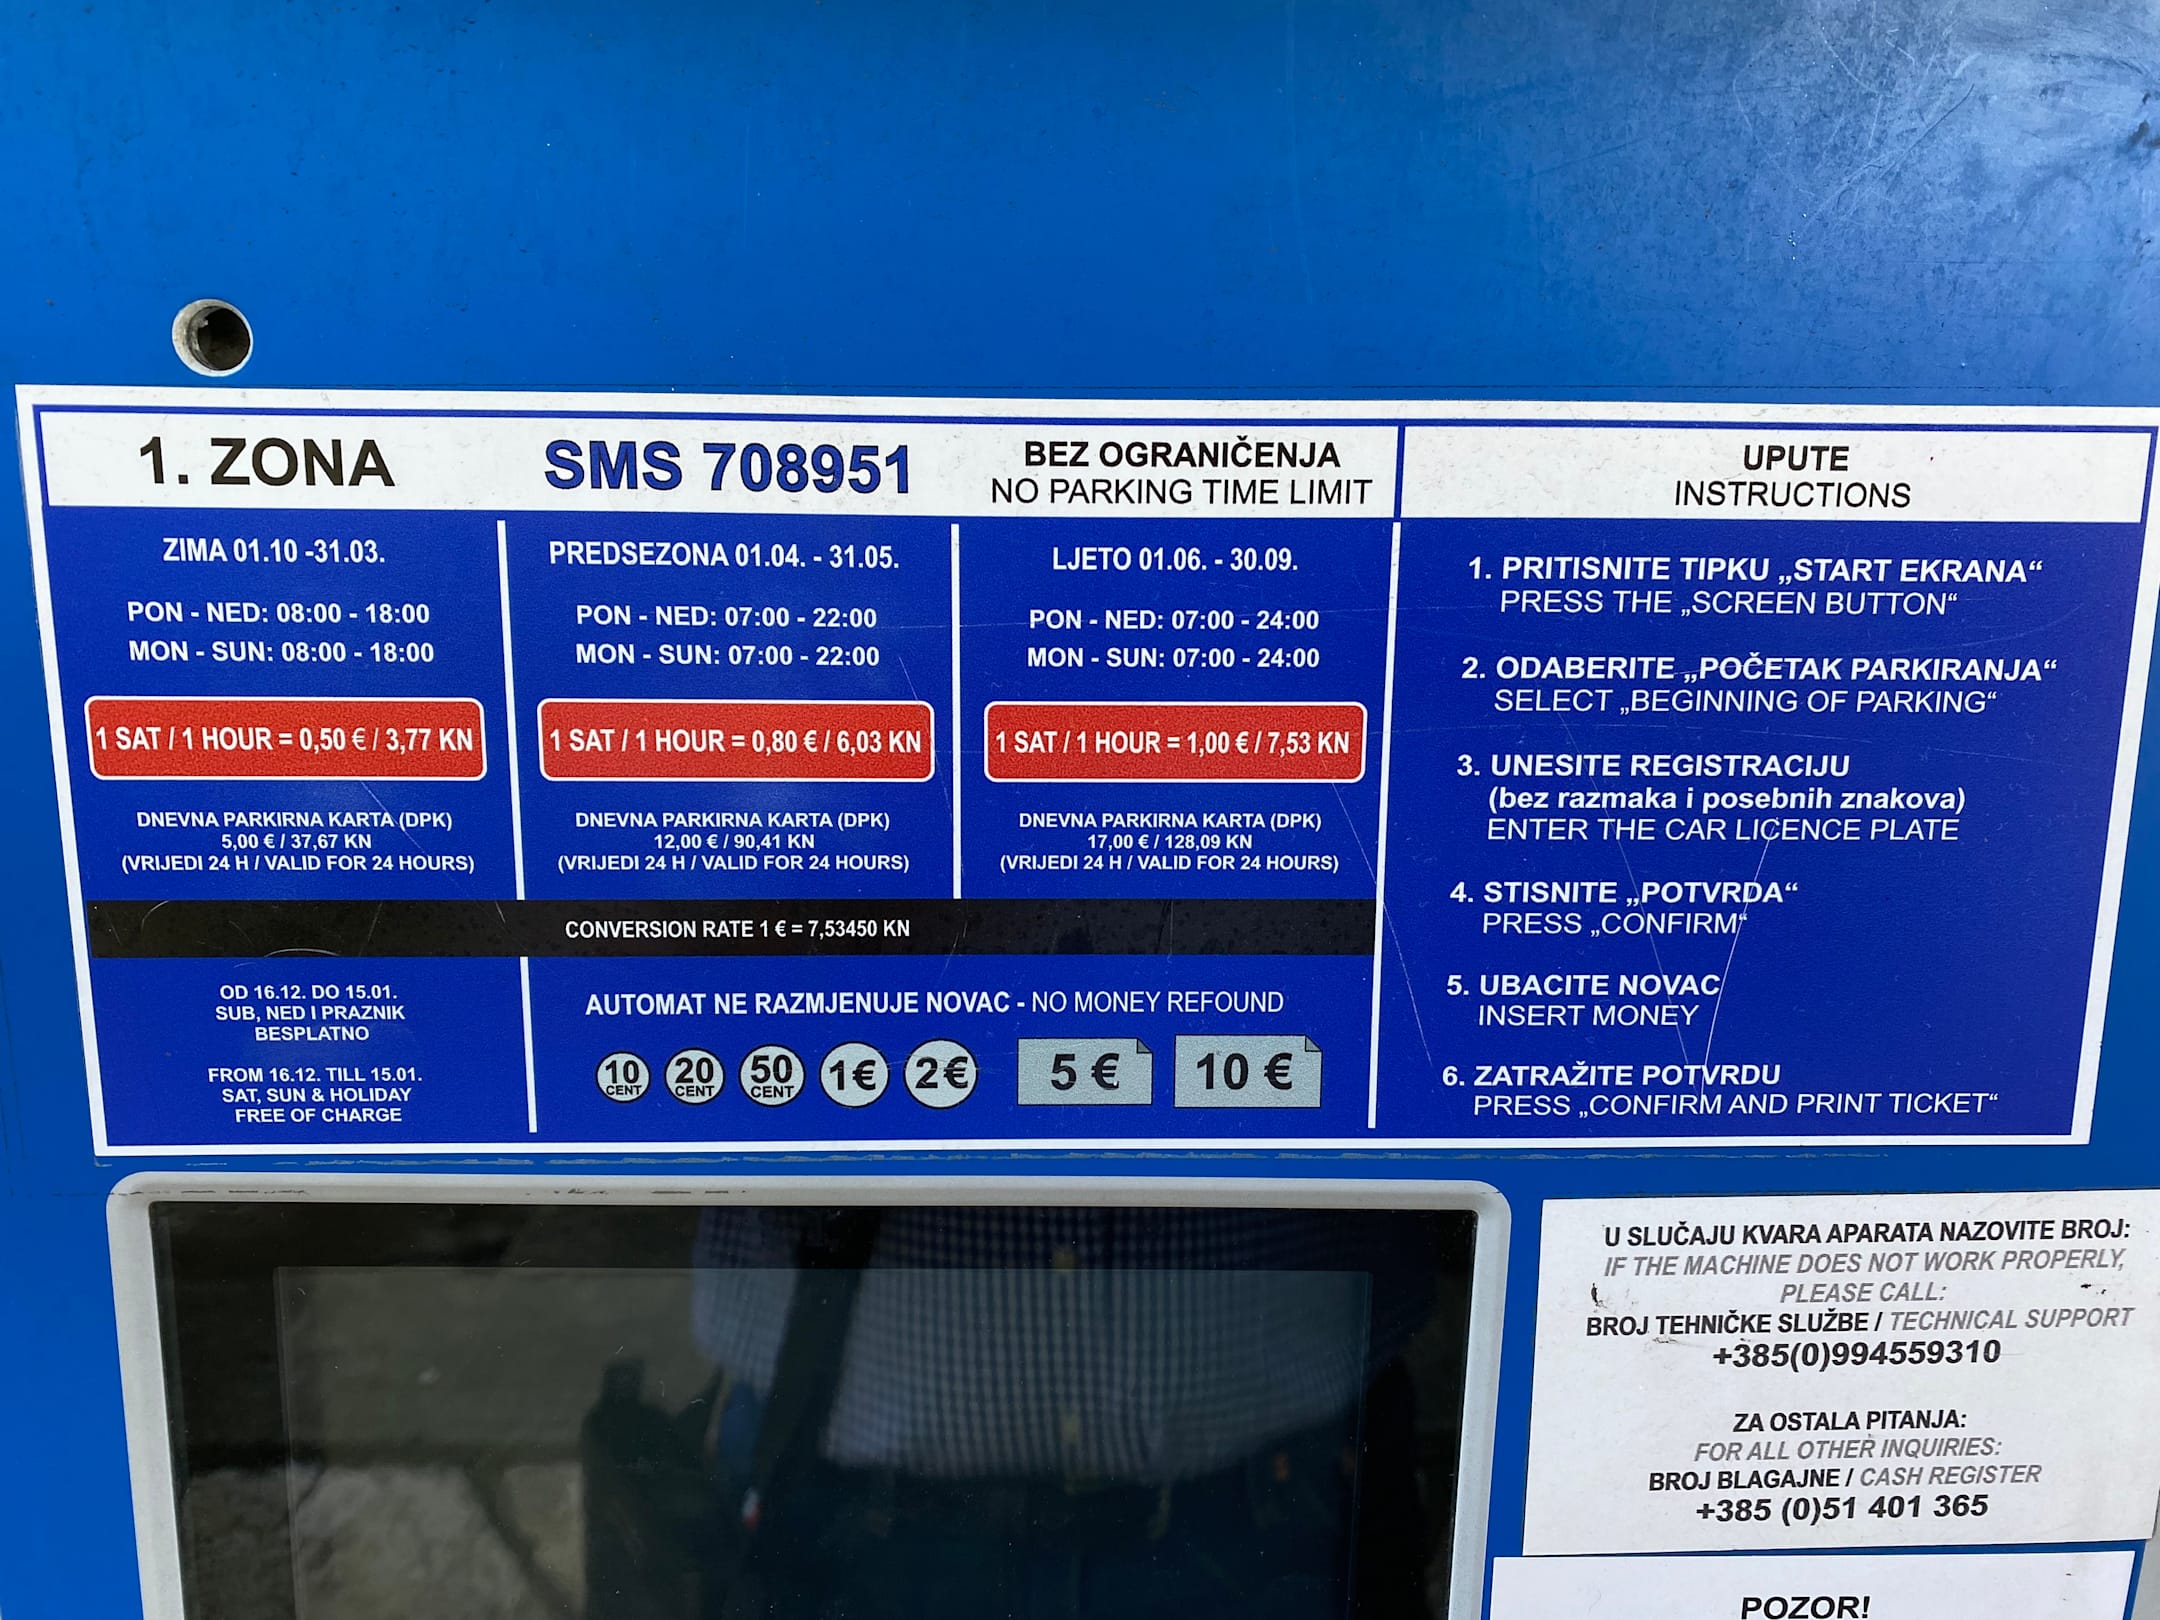 1. ZONA
SMS 708951
BEZ OGRANIČENJA
NO PARKING TIME LIMIT
ZIMA 01.10 -31.03.
PON - NED: 08:00 - 18:00
MON - SUN: 08:00 - 18:00
1 SAT / 1 HOUR = 0,50 € / 3,77 KN
DNEVNA PARKIRNA KARTA (DPK)
5,00 € / 37,67 KN
(VRIJEDI 24 H / VALID FOR 24 HOURS)
PREDSEZONA 01.04. - 31.05.
PON - NED: 07:00 - 22:00
MON - SUN: 07:00 - 22:00
1 SAT / 1 HOUR = 0,80 € / 6,03 KN
DNEVNA PARKIRNA KARTA (DPK)
12,00 € / 90,41 KN
(VRIJEDI 24 H / VALID FOR 24 HOURS)
LJETO 01.06. - 30.09.
PON - NED: 07:00 - 24:00
MON - SUN: 07:00 - 24:00
1 SAT / 1 HOUR = 1,00 € / 7,53 KN
DNEVNA PARKIRNA KARTA (DPK)
17,00 € / 128,09 KN
(VRIJEDI 24 H / VALID FOR 24 HOURS)
CONVERSION RATE 1 € = 7,53450 KN
OD 16.12. DO 15.01.
SUB, NED I PRAZNIK
BESPLATNO
FROM 16.12. TILL 15.01.
SAT, SUN & HOLIDAY
FREE OF CHARGE
AUTOMAT NE RAZMJENUJE NOVAC - NO MONEY REFOUND
10 CENT 20 CENT 50 CENT 1€ 2€ 5 € 10 €
UPUTE
INSTRUCTIONS
1. PRITISNITE TIPKU „START EKRANA“
PRESS THE „SCREEN BUTTON“
2. ODABERITE „POČETAK PARKIRANJA“
SELECT „BEGINNING OF PARKING“
3. UNESITE REGISTRACIJU
(bez razmaka i posebnih znakova)
ENTER THE CAR LICENCE PLATE
4. STISNITE „POTVRDA“
PRESS „CONFIRM“
5. UBACITE NOVAC
INSERT MONEY
6. ZATRAŽITE POTVRDU
PRESS „CONFIRM AND PRINT TICKET“
U SLUČAJU KVARA APARATA NAZOVITE BROJ:
IF THE MACHINE DOES NOT WORK PROPERLY,
PLEASE CALL:
BROJ TEHNIČKE SLUŽBE / TECHNICAL SUPPORT
+385(0)994559310
ZA OSTALA PITANJA:
FOR ALL OTHER INQUIRIES:
BROJ BLAGAJNE / CASH REGISTER
+385 (0)51 401 365
POZOR!